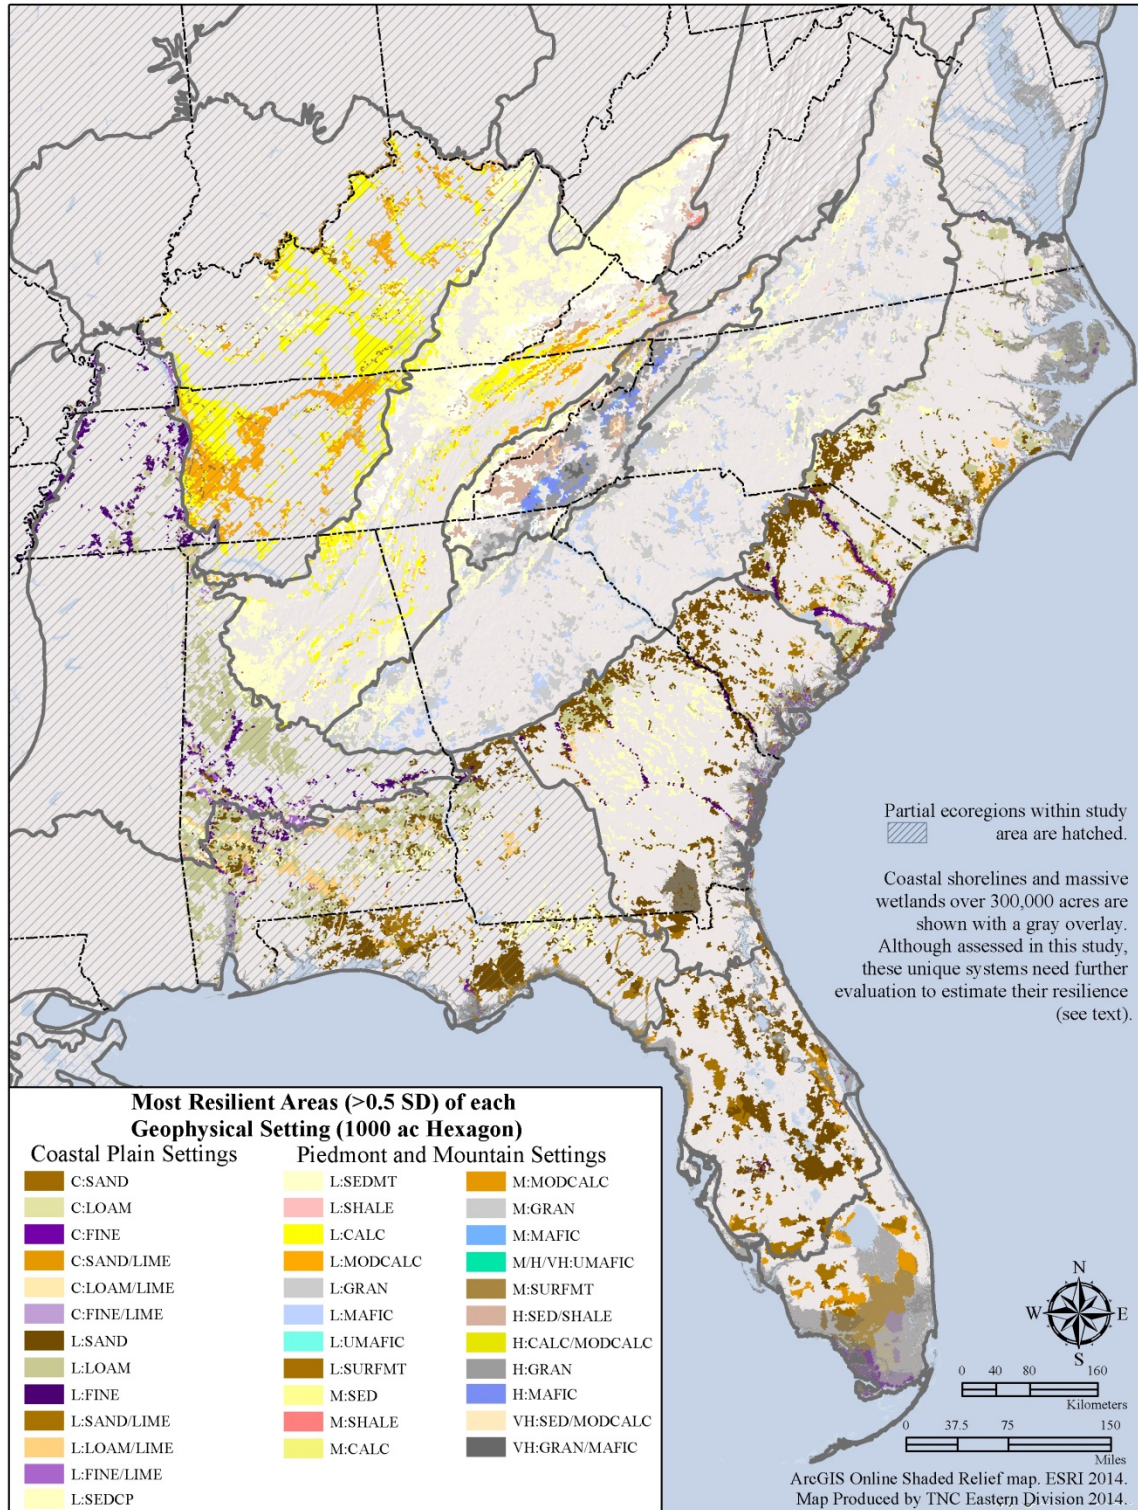 Partial ecoregions within study
area are hatched.
Coastal shorelines and massive
wetlands over 300,000 acres are
shown with a gray overlay.
Although assessed in this study,
these unique systems need further
evaluation to estimate their resilience
(see text).
Most Resilient Areas (>0.5 SD) of each
Geophysical Setting (1000 ac Hexagon)
Coastal Plain Settings
C:SAND
C:LOAM
C:FINE
C:SAND/LIME
C:LOAM/LIME
C:FINE/LIME
L:SAND
L:LOAM
L:FINE
L:SAND/LIME
L:LOAM/LIME
L:FINE/LIME
L:SEDCP
Piedmont and Mountain Settings
L:SEDMT
L:SHALE
L:CALC
L:MODCALC
L:GRAN
L:MAFIC
L:UMAFIC
L:SURFMT
M:SED
M:SHALE
M:CALC
M:MODCALC
M:GRAN
M:MAFIC
M/H/VH:UMAFIC
M:SURFMT
H:SED/SHALE
H:CALC/MODCALC
H:GRAN
H:MAFIC
VH:SED/MODCALC
VH:GRAN/MAFIC
N
W E
S
0 40 80 160
Kilometers
0 37.5 75 150
Miles
ArcGIS Online Shaded Relief map. ESRI 2014.
Map Produced by TNC Eastern Division 2014.